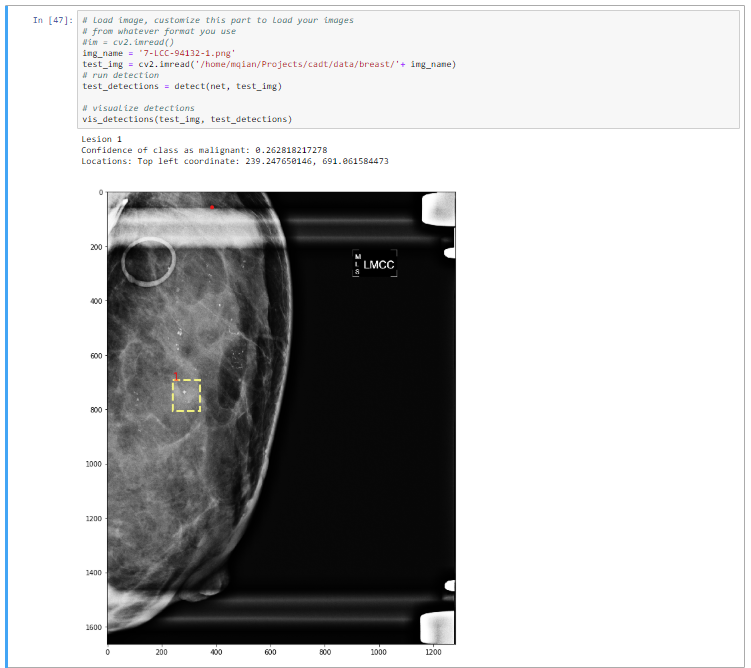 In [47]:
# Load image, customize this part to load your images
# from whatever format you use
#im = cv2.imread()
img_name = '7-LCC-94132-1.png'
test_img = cv2.imread('/home/mqian/Projects/cadt/data/breast/'+ img_name)
# run detection
test_detections = detect(net, test_img)
# visualize detections
vis_detections(test_img, test_detections)
Lesion 1
Confidence of class as malignant: 0.262818217278
Locations: Top left coordinate: 239.247650146, 691.061584473
0
200
400
600
800
1000
1200
1400
1600
MLS
LMCC
0
200
400
600
800
1000
1200